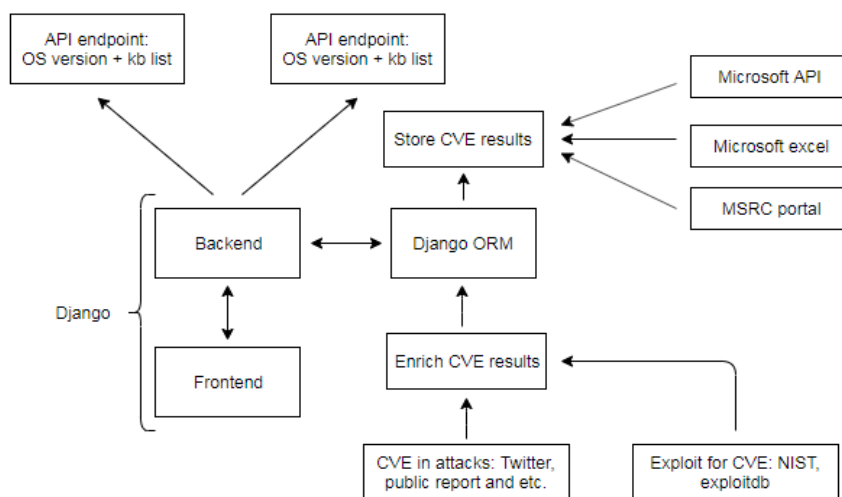 API endpoint:
OS version + kb list
API endpoint:
OS version + kb list
Microsoft API
Store CVE results
Microsoft excel
MSRC portal
Backend
Django ORM
Django
Enrich CVE results
Frontend
CVE in attacks: Twitter,
public report and etc.
Exploit for CVE: NIST,
exploitdb